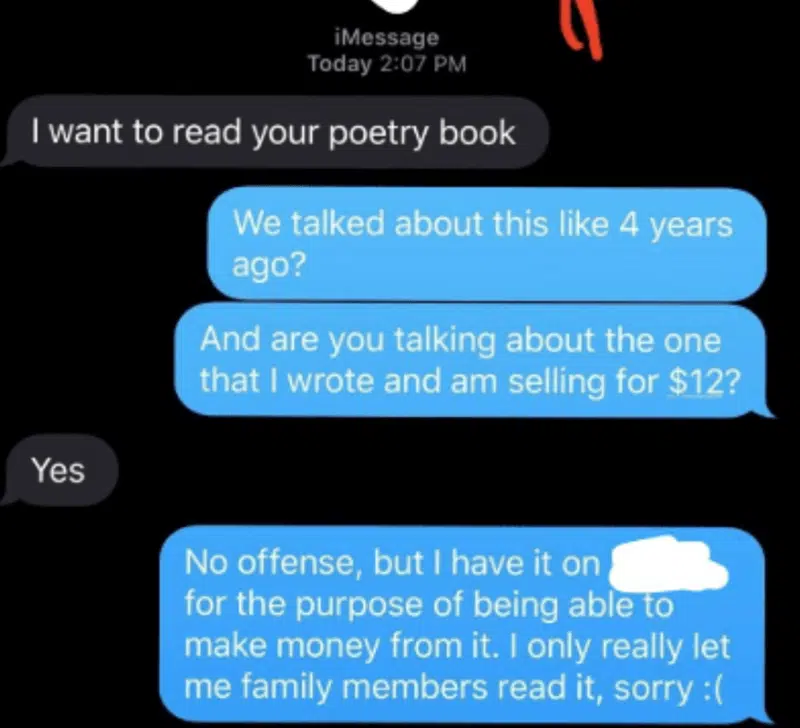 iMessage
Today 2:07 PM
I want to read your poetry book
We talked about this like 4 years
ago?
And are you talking about the one
that I wrote and am selling for $12?
Yes
No offense, but I have it on
for the purpose of being able to
make money from it. I only really let
me family members read it, sorry :(